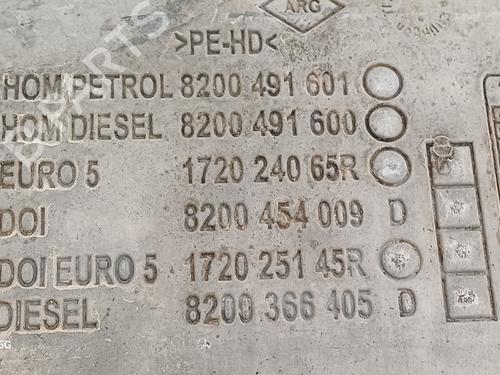 ARG
>PE-HD<
HOM PETROL 8200 491 601
HOM DIESEL 8200 491 600
EURO 5 1720 240 65R
DOI 8200 454 009 D
DOI EURO 5 1720 251 45R
DIESEL 8200 366 405 D